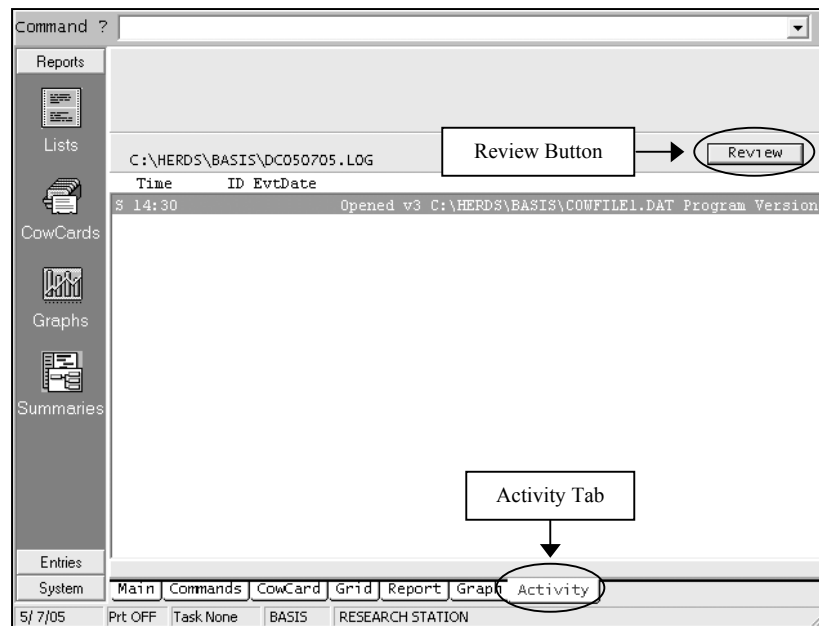 Command ?
Reports
Lists
CowCards
Graphs
Summaries
Entries
System
Review Button
Review
C:\HERDS\BASIS\DC050705.LOG
Time ID EvtDate
S 14:30 Opened v3 C:\HERDS\BASIS\COWFILE1.DAT Program Version
Activity Tab
Main Commands CowCard Grid Report Graph Activity
5/ 7/05 Prt OFF Task None BASIS RESEARCH STATION